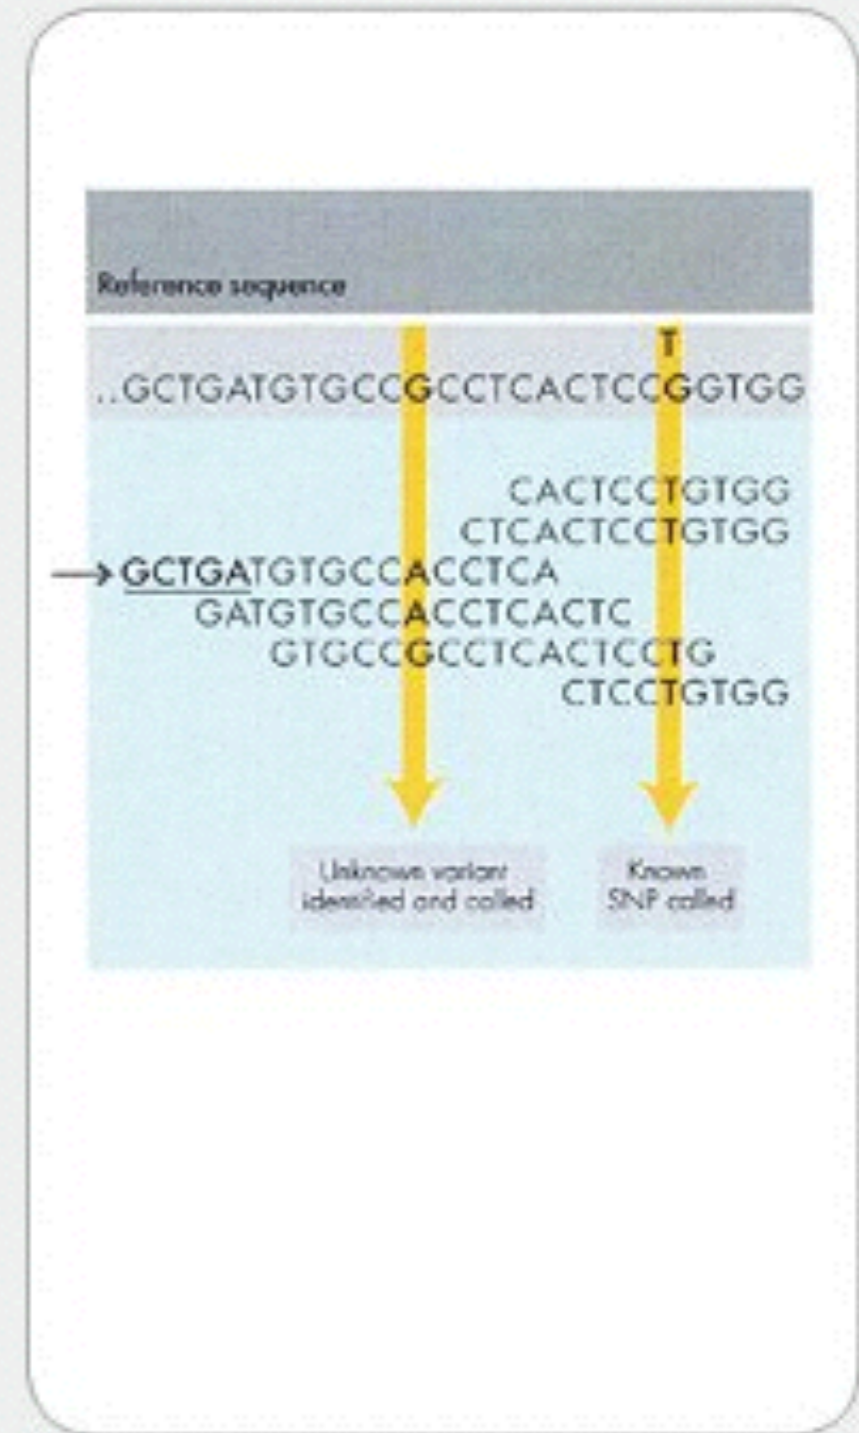 Reference sequence
T
..GCTGATGTGCCGCCTCACTCCGGTGG
CACTCCTGTGG
CTCACTCCTGTGG
GCTGATGTGCCACCTCA
GATGTGCCACCTCACTC
GTGCCGCCTCACTCCTG
CTCCTGTGG
Unknown variant
identified and called
Known
SNP called